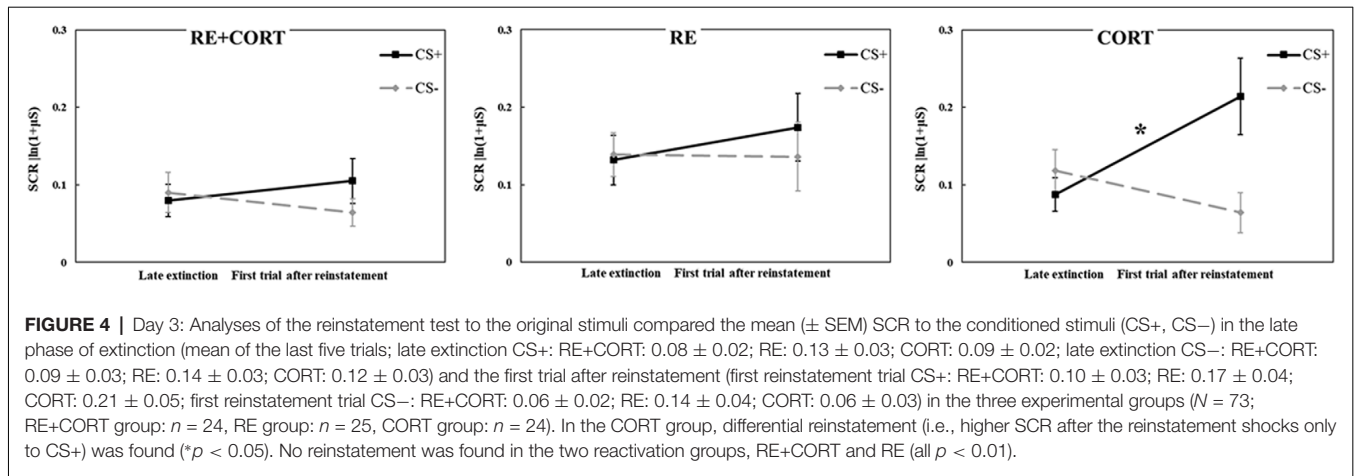 RE+CORT
0.3
0.2
0.1
0
SCR |ln(1+µS)
CS+
CS-
Late extinction First trial after reinstatement
RE
0.3
0.2
0.1
0
SCR |ln(1+µS)
CS+
CS-
Late extinction First trial after reinstatement
CORT
0.3
0.2
0.1
0
SCR |ln(1+µS)
CS+
CS-
*
Late extinction First trial after reinstatement
FIGURE 4 | Day 3: Analyses of the reinstatement test to the original stimuli compared the mean (± SEM) SCR to the conditioned stimuli (CS+, CS−) in the late
phase of extinction (mean of the last five trials; late extinction CS+: RE+CORT: 0.08 ± 0.02; RE: 0.13 ± 0.03; CORT: 0.09 ± 0.02; late extinction CS−: RE+CORT:
0.09 ± 0.03; RE: 0.14 ± 0.03; CORT: 0.12 ± 0.03) and the first trial after reinstatement (first reinstatement trial CS+: RE+CORT: 0.10 ± 0.03; RE: 0.17 ± 0.04;
CORT: 0.21 ± 0.05; first reinstatement trial CS−: RE+CORT: 0.06 ± 0.02; RE: 0.14 ± 0.04; CORT: 0.06 ± 0.03) in the three experimental groups (N = 73;
RE+CORT group: n = 24, RE group: n = 25, CORT group: n = 24). In the CORT group, differential reinstatement (i.e., higher SCR after the reinstatement shocks only
to CS+) was found (*p < 0.05). No reinstatement was found in the two reactivation groups, RE+CORT and RE (all p < 0.01).